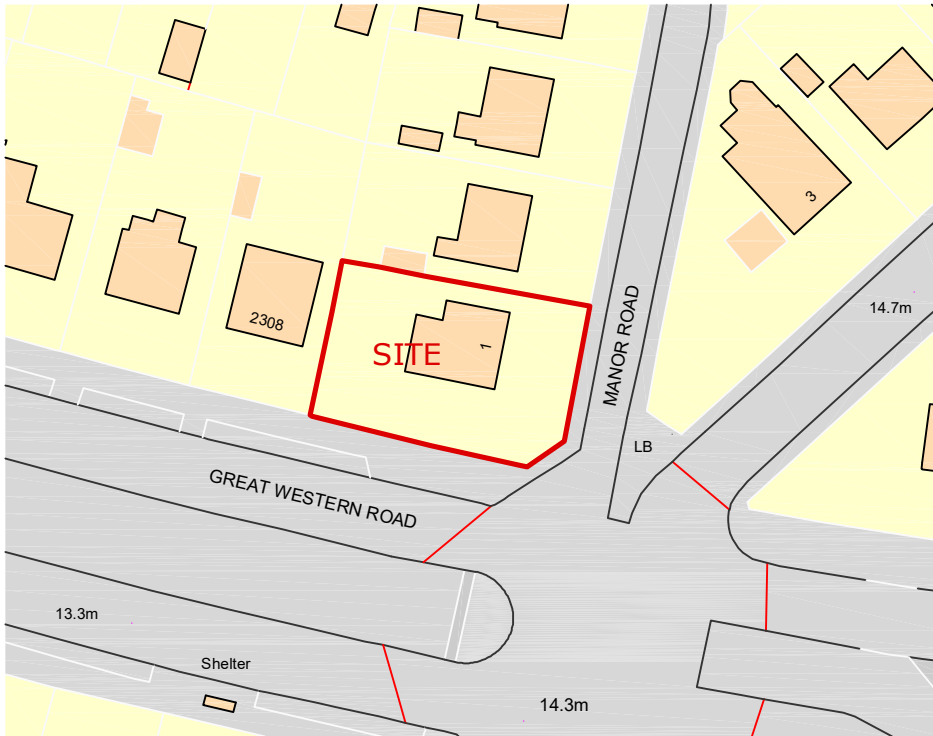 3
14.7m
MANOR ROAD
2308
1
SITE
LB
GREAT WESTERN ROAD
13.3m
Shelter
14.3m